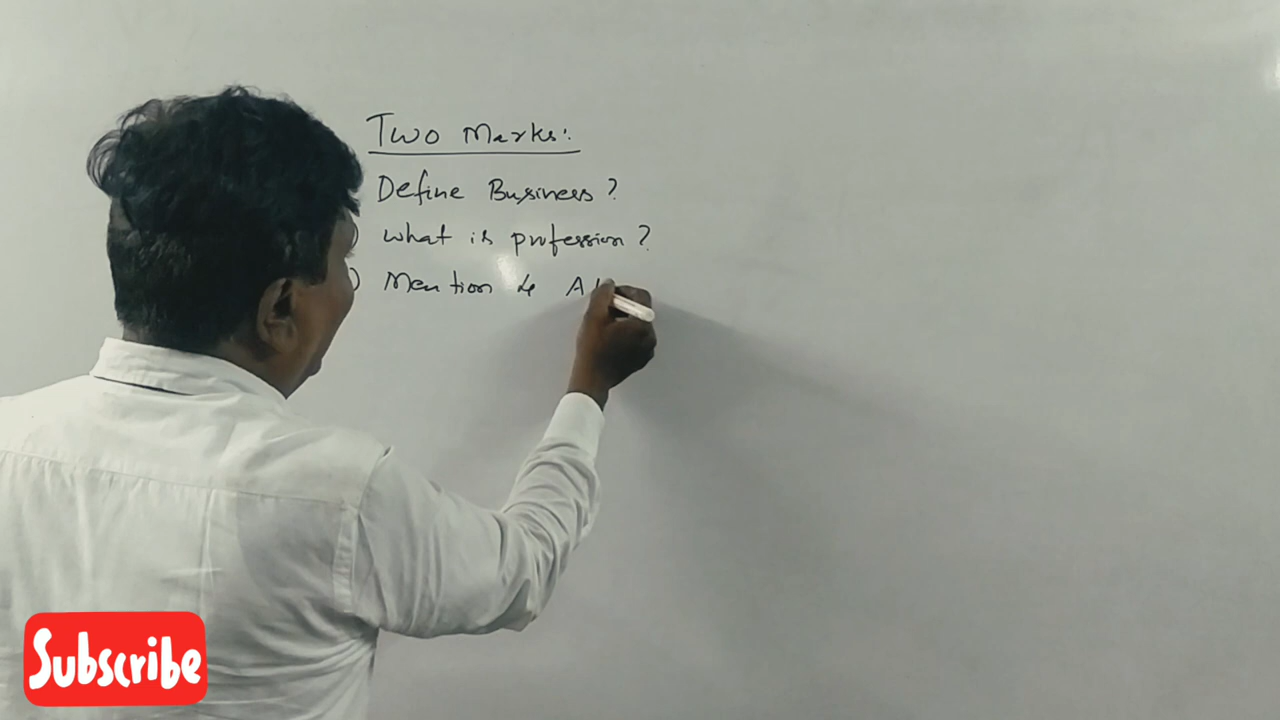 Two Marks:
Define Business?
) What is profession?
) Mention 4 A
Subscribe